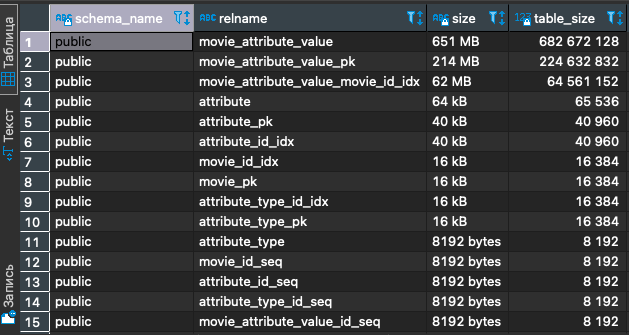 Таблица
Текст
Запись
ABC schema_name ABC relname ABC size 123 table_size
1 public movie_attribute_value 651 MB 682 672 128
2 public movie_attribute_value_pk 214 MB 224 632 832
3 public movie_attribute_value_movie_id_idx 62 MB 64 561 152
4 public attribute 64 kB 65 536
5 public attribute_pk 40 kB 40 960
6 public attribute_id_idx 40 kB 40 960
7 public movie_id_idx 16 kB 16 384
8 public movie_pk 16 kB 16 384
9 public attribute_type_id_idx 16 kB 16 384
10 public attribute_type_pk 16 kB 16 384
11 public attribute_type 8192 bytes 8 192
12 public movie_id_seq 8192 bytes 8 192
13 public attribute_id_seq 8192 bytes 8 192
14 public attribute_type_id_seq 8192 bytes 8 192
15 public movie_attribute_value_id_seq 8192 bytes 8 192